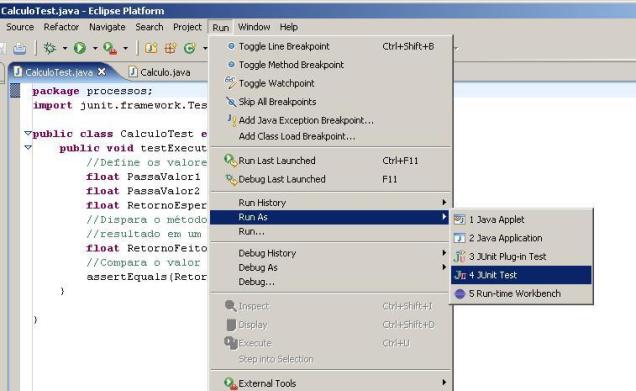 CalculoTest.java - Eclipse Platform
Source Refactor Navigate Search Project Run Window Help
CalculoTest.java Calculo.java
package processos;
import junit.framework.Tes
public class CalculoTest e
public void testExecut
//Define os valore
float PassaValor1
float PassaValor2
float RetornoEsper
//Dispara o método
//resultado em um
float RetornoFeito
//Compara o valor
assertEquals(Retor
}
}
Toggle Line Breakpoint Ctrl+Shift+B
Toggle Method Breakpoint
Toggle Watchpoint
Skip All Breakpoints
Add Java Exception Breakpoint...
Add Class Load Breakpoint...
Run Last Launched Ctrl+F11
Debug Last Launched F11
Run History
Run As
Run...
Debug History
Debug As
Debug...
Inspect Ctrl+Shift+I
Display Ctrl+Shift+D
Execute Ctrl+U
Step into Selection
External Tools
1 Java Applet
2 Java Application
3 JUnit Plug-in Test
4 JUnit Test
5 Run-time Workbench